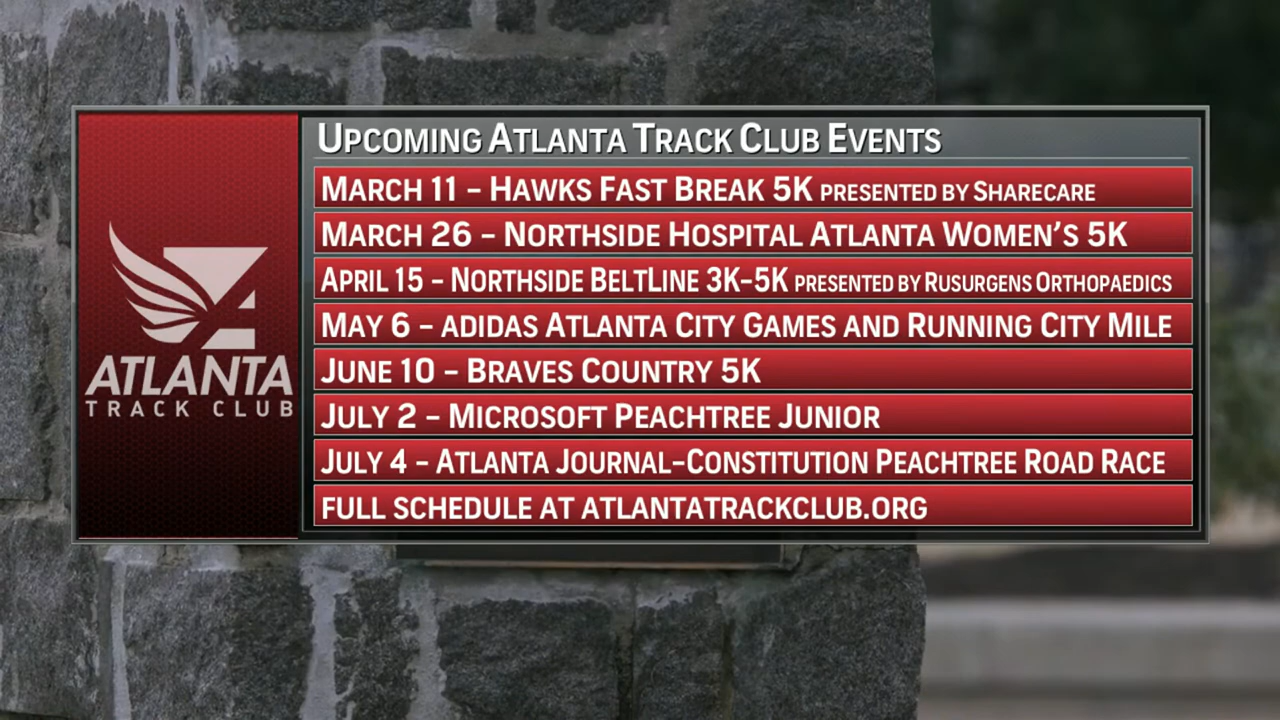 UPCOMING ATLANTA TRACK CLUB EVENTS
MARCH 11 – HAWKS FAST BREAK 5K PRESENTED BY SHARECARE
MARCH 26 – NORTHSIDE HOSPITAL ATLANTA WOMEN'S 5K
APRIL 15 – NORTHSIDE BELTLINE 3K–5K PRESENTED BY RUSURGENS ORTHOPAEDICS
MAY 6 – ADIDAS ATLANTA CITY GAMES AND RUNNING CITY MILE
JUNE 10 – BRAVES COUNTRY 5K
JULY 2 – MICROSOFT PEACHTREE JUNIOR
JULY 4 – ATLANTA JOURNAL–CONSTITUTION PEACHTREE ROAD RACE
FULL SCHEDULE AT ATLANTATRACKCLUB.ORG
ATLANTA
TRACK CLUB